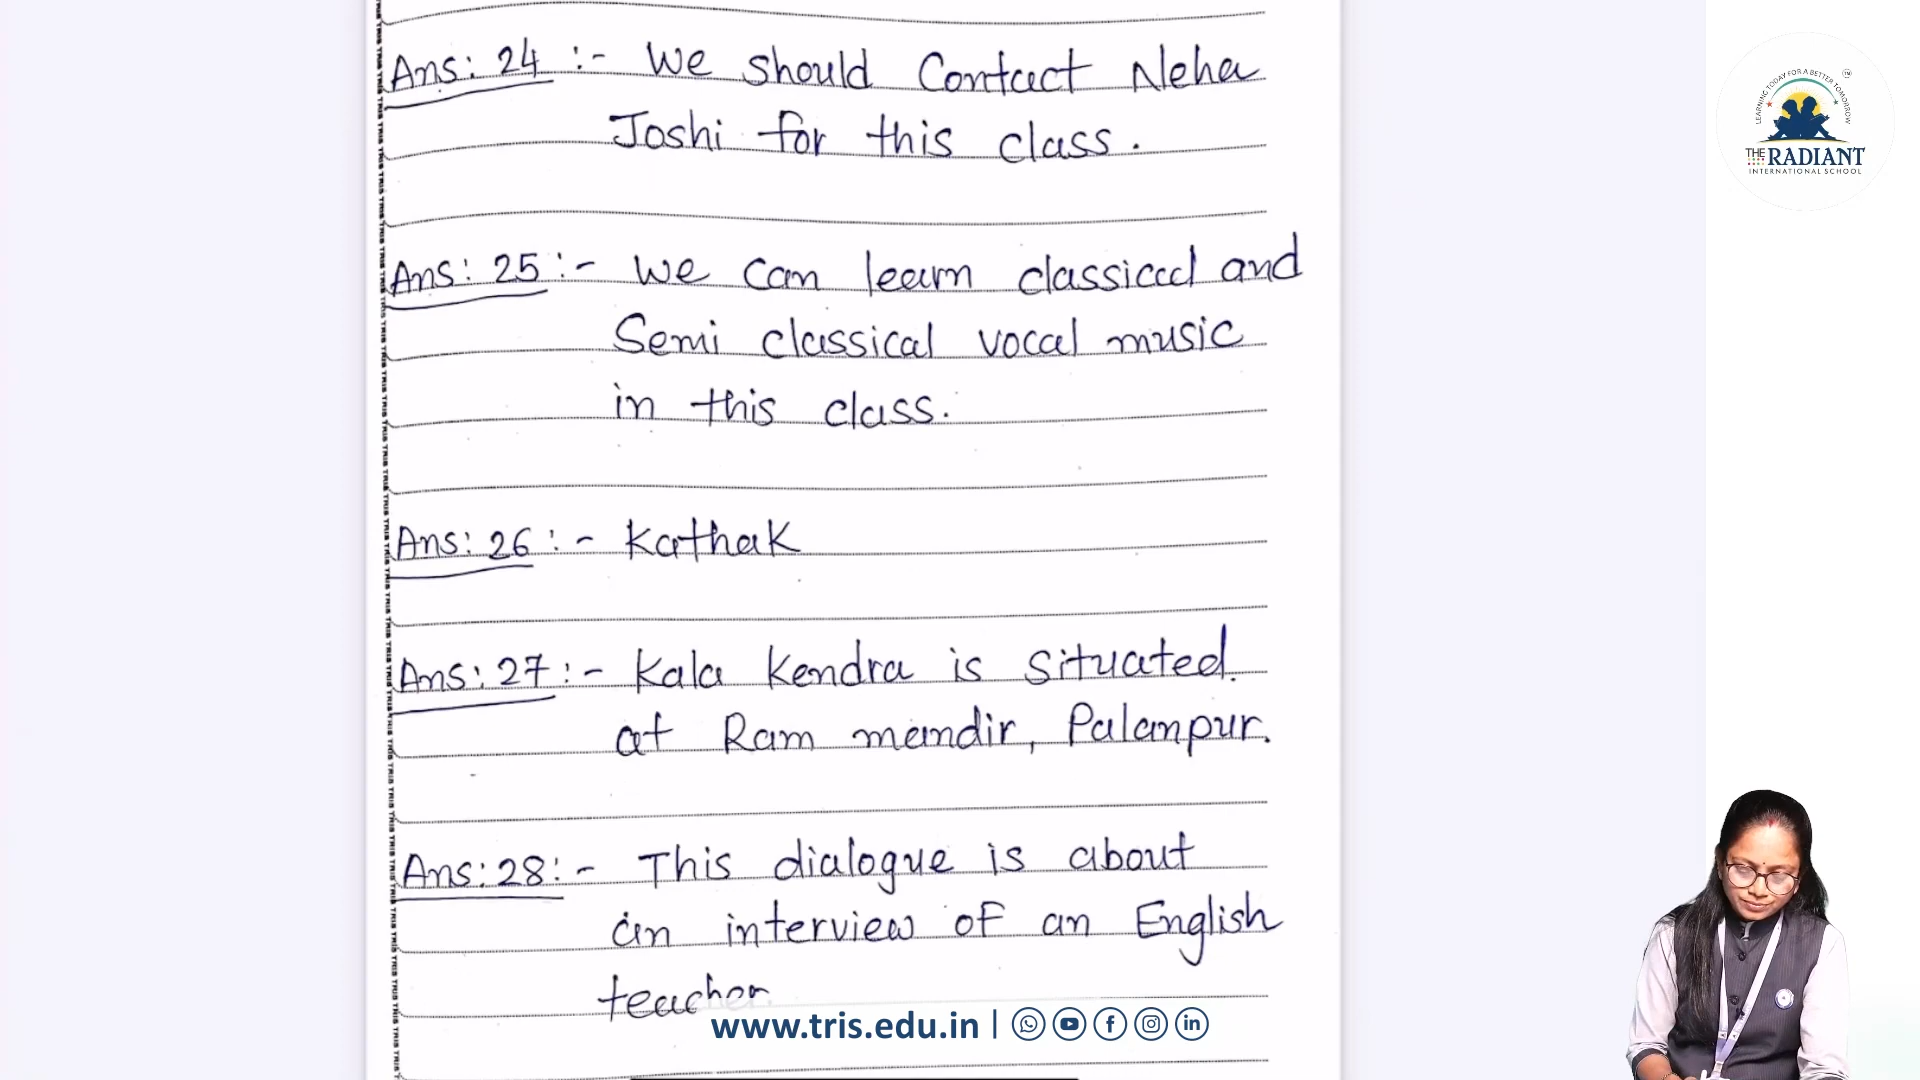 Ans: 24 :- We should Contact Neha
Joshi for this class.
Ans: 25 :- We can learn classical and
Semi classical vocal music
in this class.
Ans: 26 :- Kathak
Ans: 27 :- Kala Kendra is situated.
at Ram mandir, Palanpur.
Ans: 28 :- This dialogue is about
an interview of an English
teacher.
www.tris.edu.in |
LEARNING TODAY FOR A BETTER TOMORROW
TM
THE RADIANT
INTERNATIONAL SCHOOL